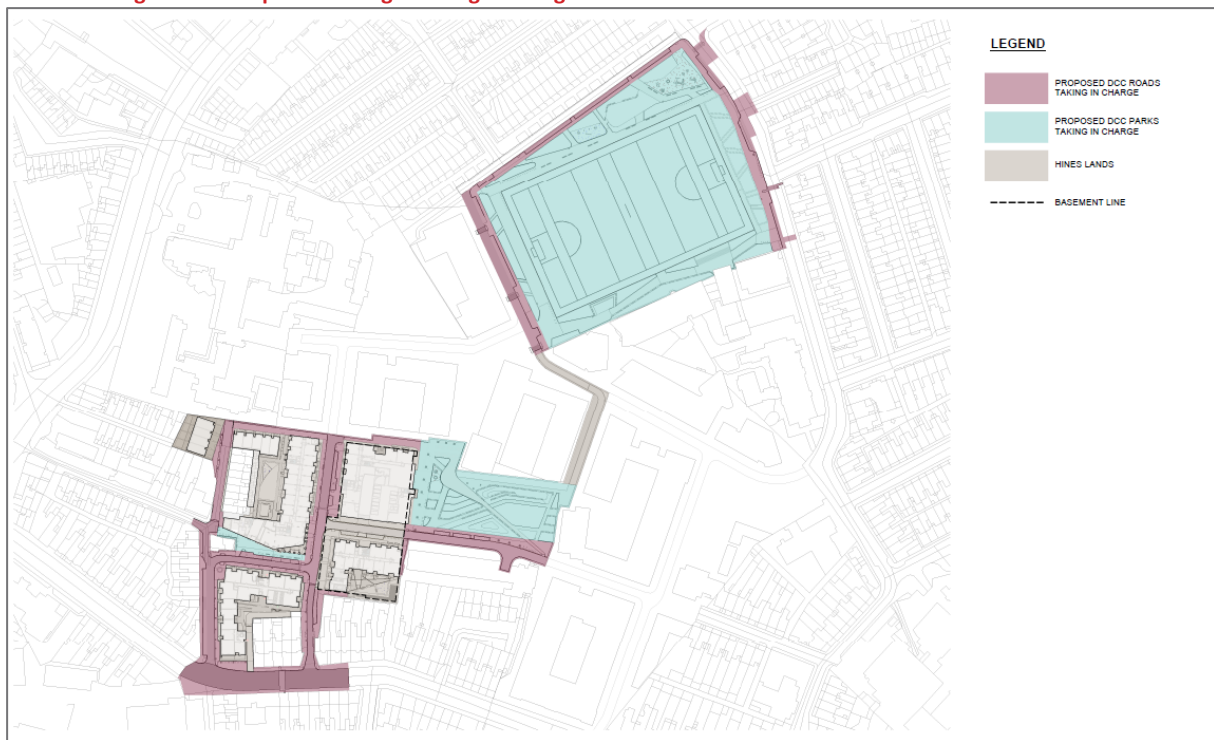 LEGEND
PROPOSED DCC ROADS
TAKING IN CHARGE
PROPOSED DCC PARKS
TAKING IN CHARGE
HINES LANDS
BASEMENT LINE